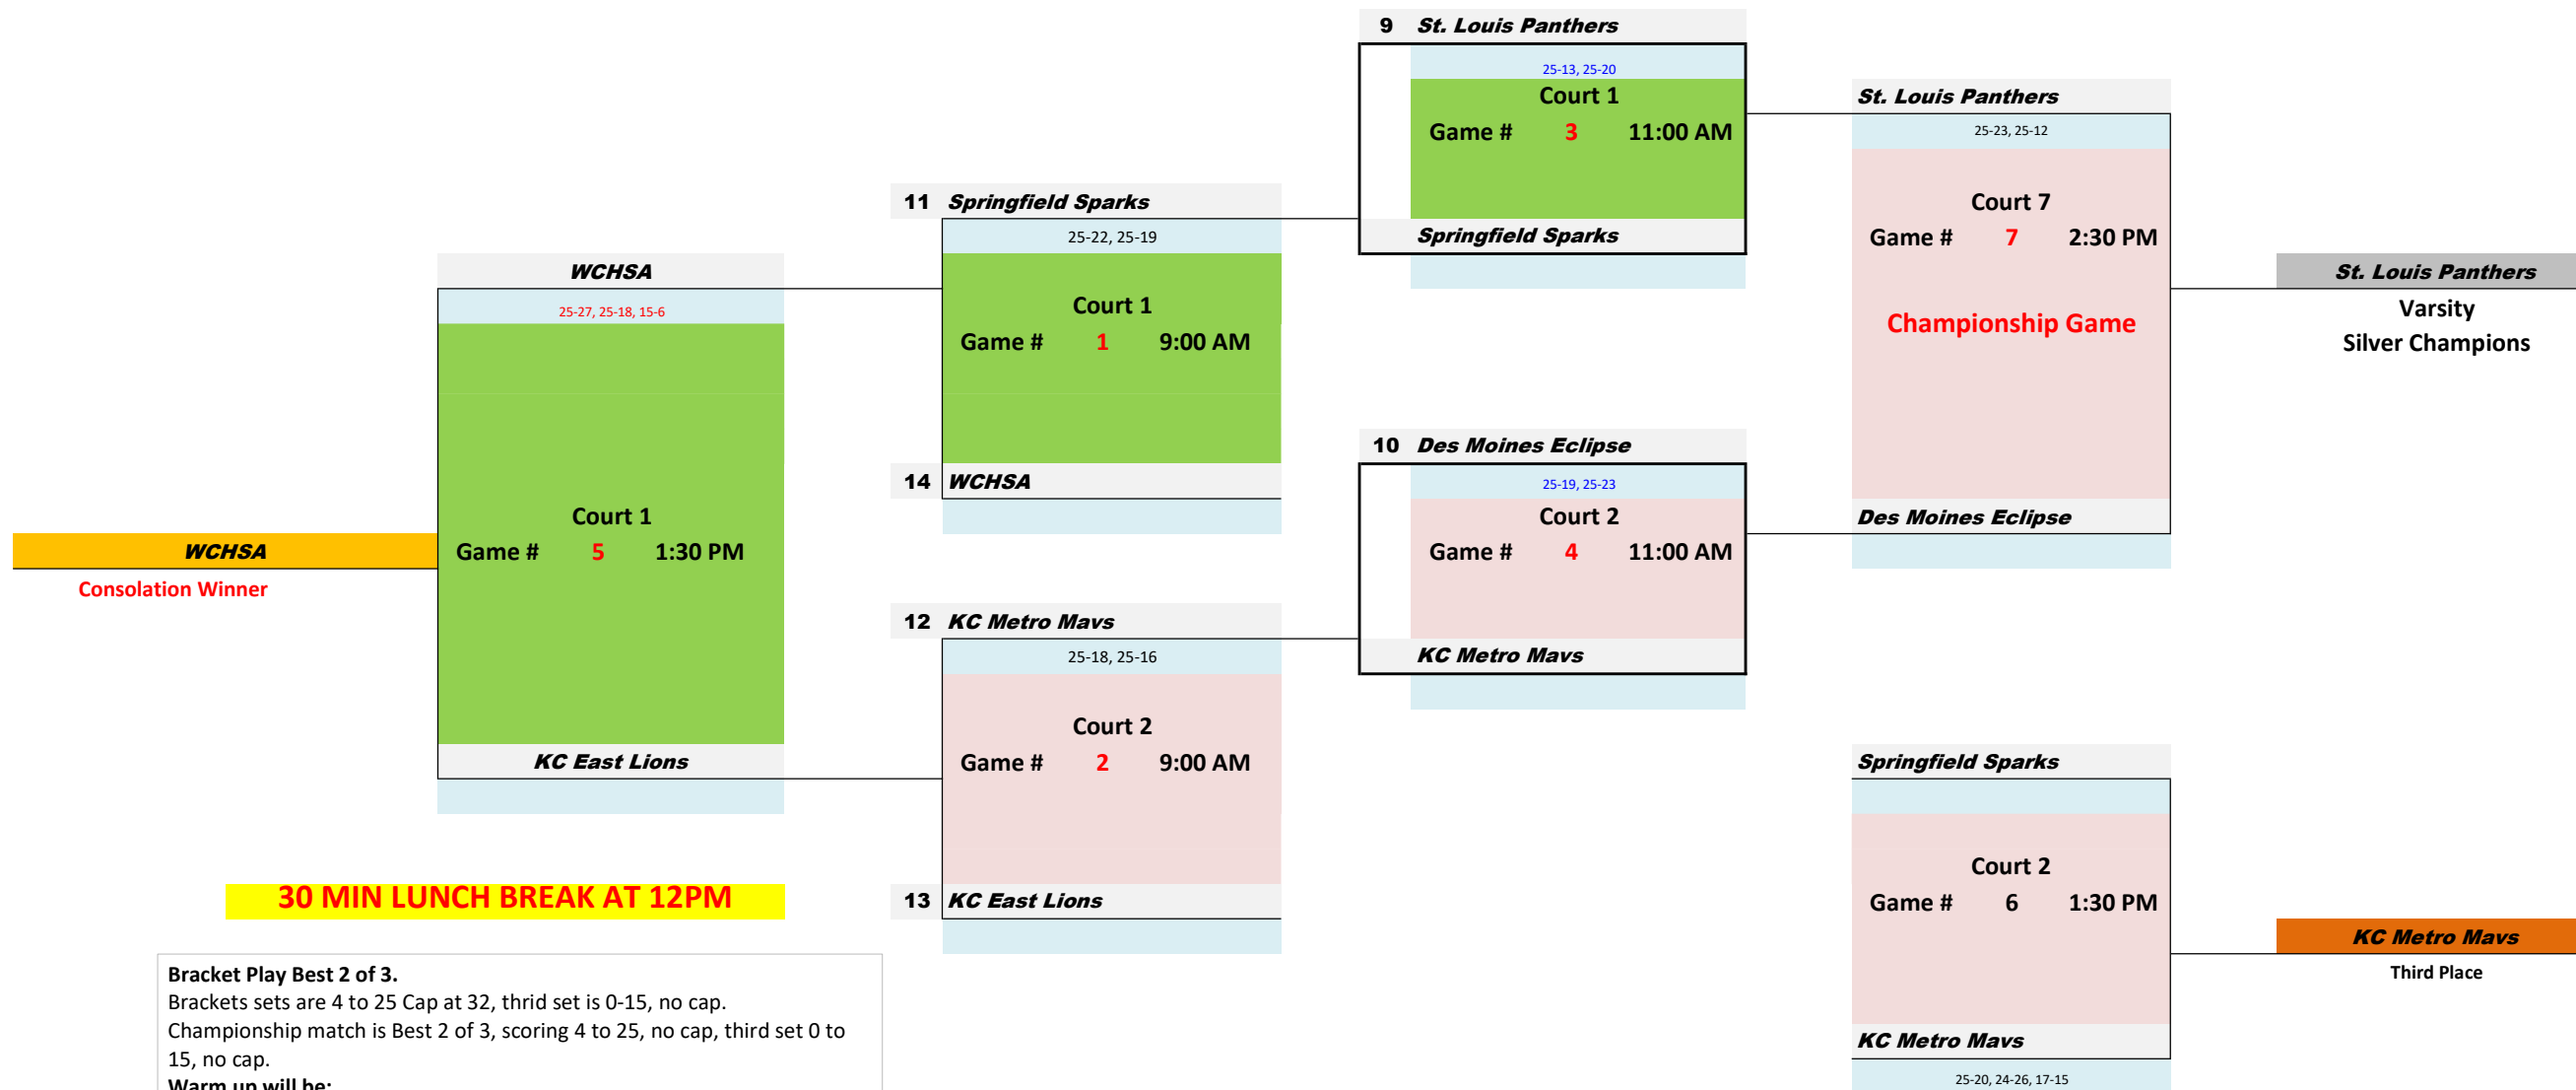 9 St. Louis Panthers
25-13, 25-20
Court 1
Game # 3 11:00 AM
Springfield Sparks
St. Louis Panthers
25-23, 25-12
Court 7
Game # 7 2:30 PM
Championship Game
Des Moines Eclipse
St. Louis Panthers
Varsity
Silver Champions
11 Springfield Sparks
25-22, 25-19
Court 1
Game # 1 9:00 AM
14 WCHSA
WCHSA
25-27, 25-18, 15-6
Court 1
Game # 5 1:30 PM
KC East Lions
WCHSA
Consolation Winner
10 Des Moines Eclipse
25-19, 25-23
Court 2
Game # 4 11:00 AM
KC Metro Mavs
12 KC Metro Mavs
25-18, 25-16
Court 2
Game # 2 9:00 AM
13 KC East Lions
Springfield Sparks
Court 2
Game # 6 1:30 PM
KC Metro Mavs
25-20, 24-26, 17-15
KC Metro Mavs
Third Place
30 MIN LUNCH BREAK AT 12PM
Bracket Play Best 2 of 3.
Brackets sets are 4 to 25 Cap at 32, thrid set is 0-15, no cap.
Championship match is Best 2 of 3, scoring 4 to 25, no cap, third set 0 to
15, no cap.
Warm up will be: